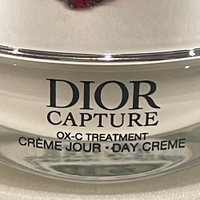 DIOR
CAPTURE
OX-C TREATMENT
CRÈME JOUR · DAY CREME